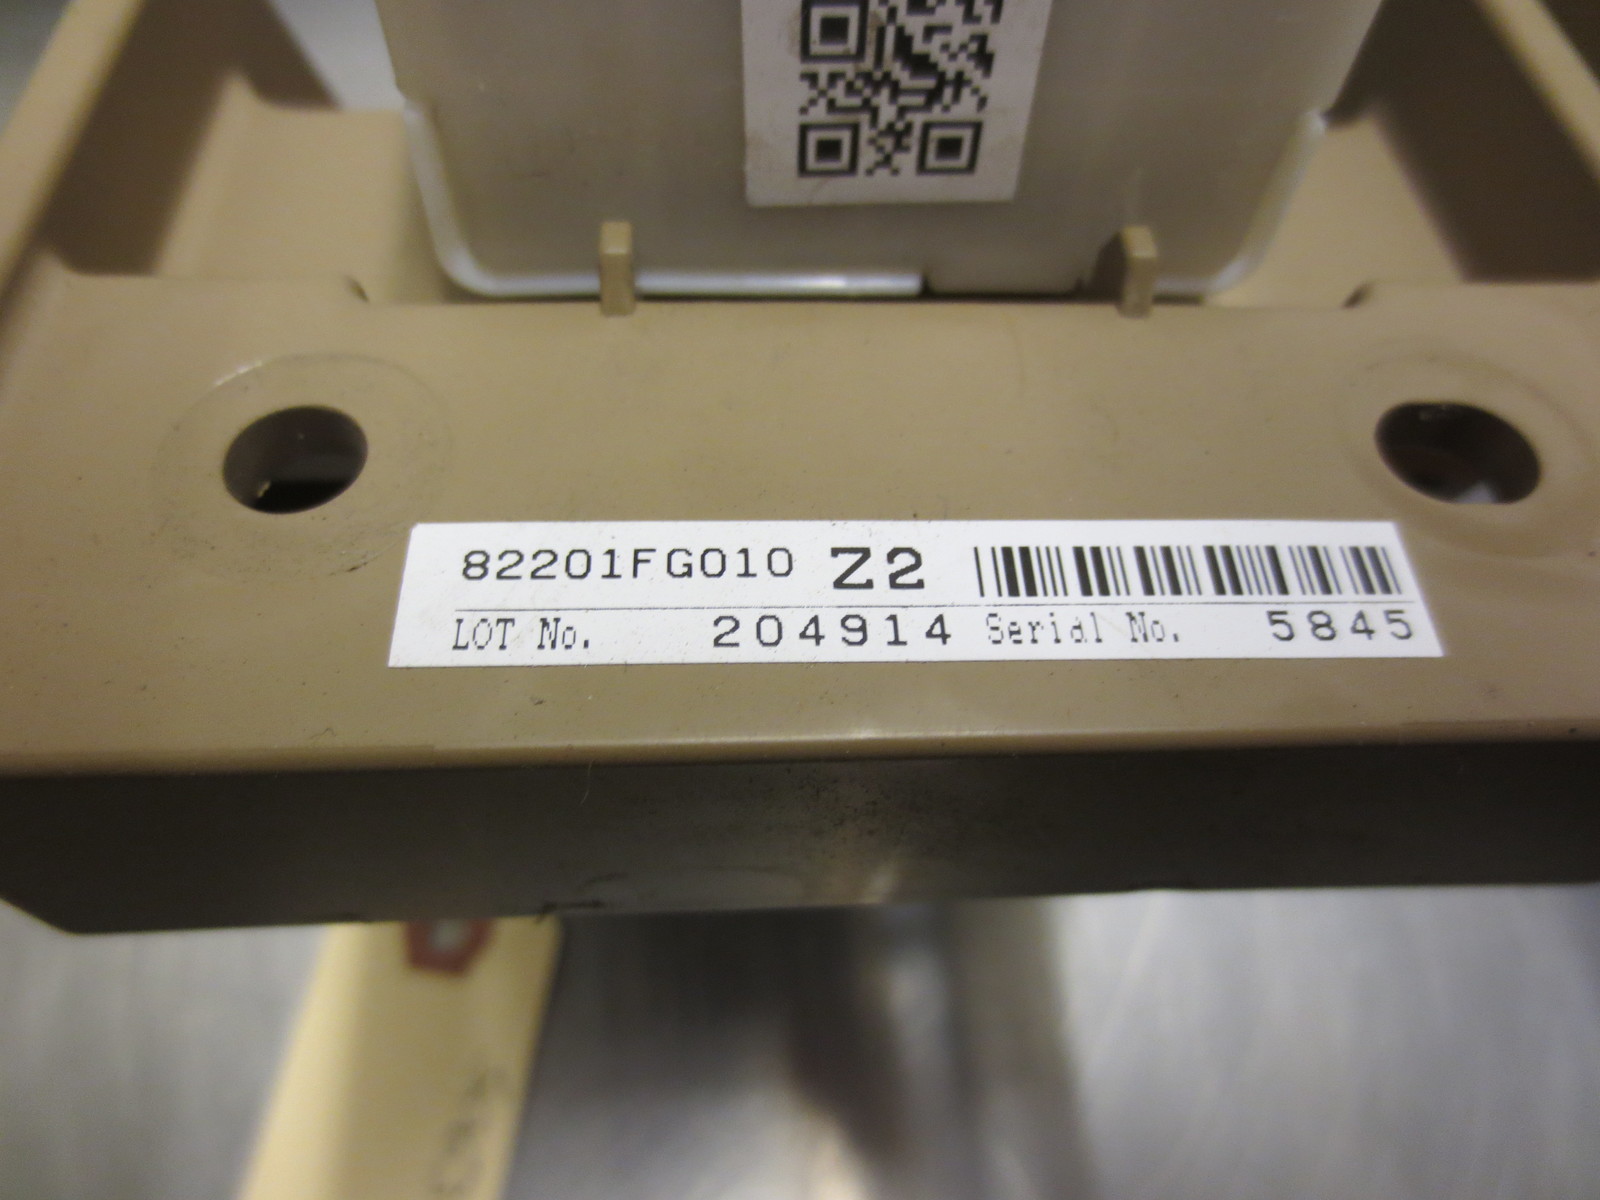 82201FG010 Z2
LOT No. 204914 Serial No. 5845